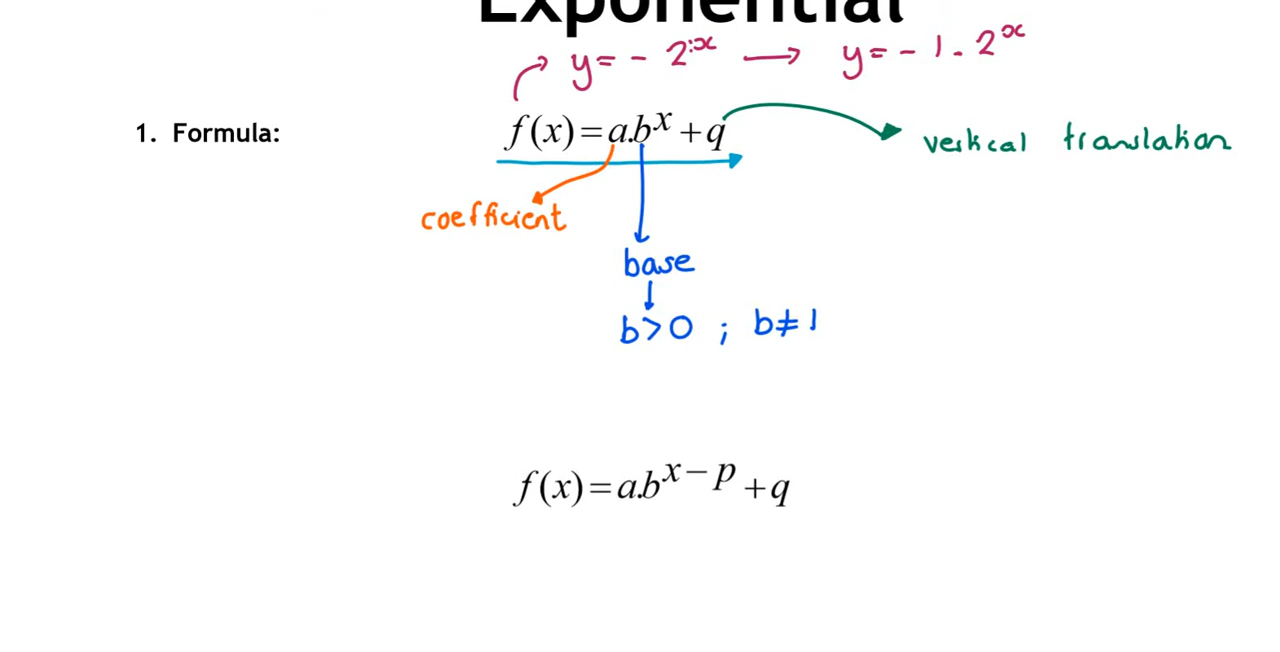 Exponential
y = - 2^x → y = - 1 . 2^x
1. Formula: f(x) = a.b^x + q
vertical translation
coefficient
base
b > 0 ; b ≠ 1
f(x) = a.b^{x - p} + q